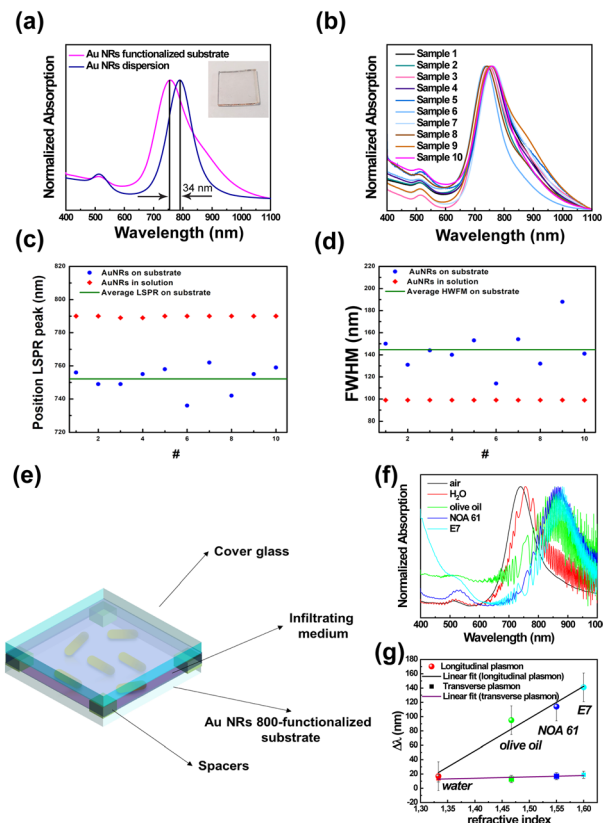 (a)
Normalized Absorption
Au NRs functionalized substrate
Au NRs dispersion
34 nm
400 500 600 700 800 900 1000 1100
Wavelength (nm)
(b)
Normalized Absorption
Sample 1
Sample 2
Sample 3
Sample 4
Sample 5
Sample 6
Sample 7
Sample 8
Sample 9
Sample 10
400 500 600 700 800 900 1000 1100
Wavelength (nm)
(c)
Position LSPR peak (nm)
800
780
760
740
720
AuNRs on substrate
AuNRs in solution
Average LSPR on substrate
2 4 6 8 10
#
(d)
FWHM (nm)
200
180
160
140
120
100
80
AuNRs on substrate
AuNRs in solution
Average HWFM on substrate
2 4 6 8 10
#
(e)
Cover glass
Infiltrating
medium
Au NRs 800-functionalized
substrate
Spacers
(f)
Normalized Absorption
air
H₂O
olive oil
NOA 61
E7
400 500 600 700 800 900 100
Wavelength (nm)
(g)
Δλ (nm)
180
160
140
120
100
80
60
40
20
0
-20
Longitudinal plasmon
Linear fit (longitudinal plasmon)
Transverse plasmon
Linear fit (transverse plasmon)
E7
NOA 61
olive oil
water
1,30 1,35 1,40 1,45 1,50 1,55 1,60
refractive index